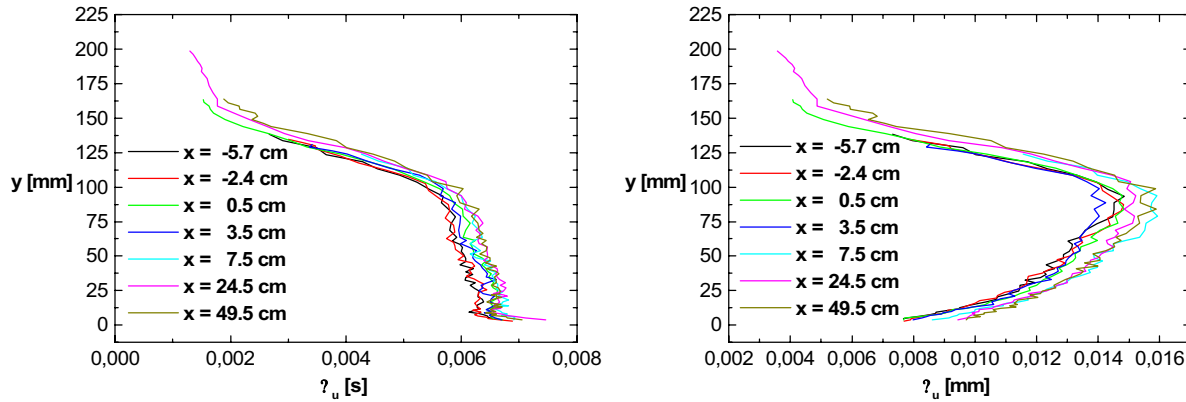 225
200
175
150
125
100
75
50
25
0
y [mm]
x = -5.7 cm
x = -2.4 cm
x = 0.5 cm
x = 3.5 cm
x = 7.5 cm
x = 24.5 cm
x = 49.5 cm
0,000 0,002 0,004 0,006 0,008
?u [s]
225
200
175
150
125
100
75
50
25
0
y [mm]
x = -5.7 cm
x = -2.4 cm
x = 0.5 cm
x = 3.5 cm
x = 7.5 cm
x = 24.5 cm
x = 49.5 cm
0,002 0,004 0,006 0,008 0,010 0,012 0,014 0,016
?u [mm]